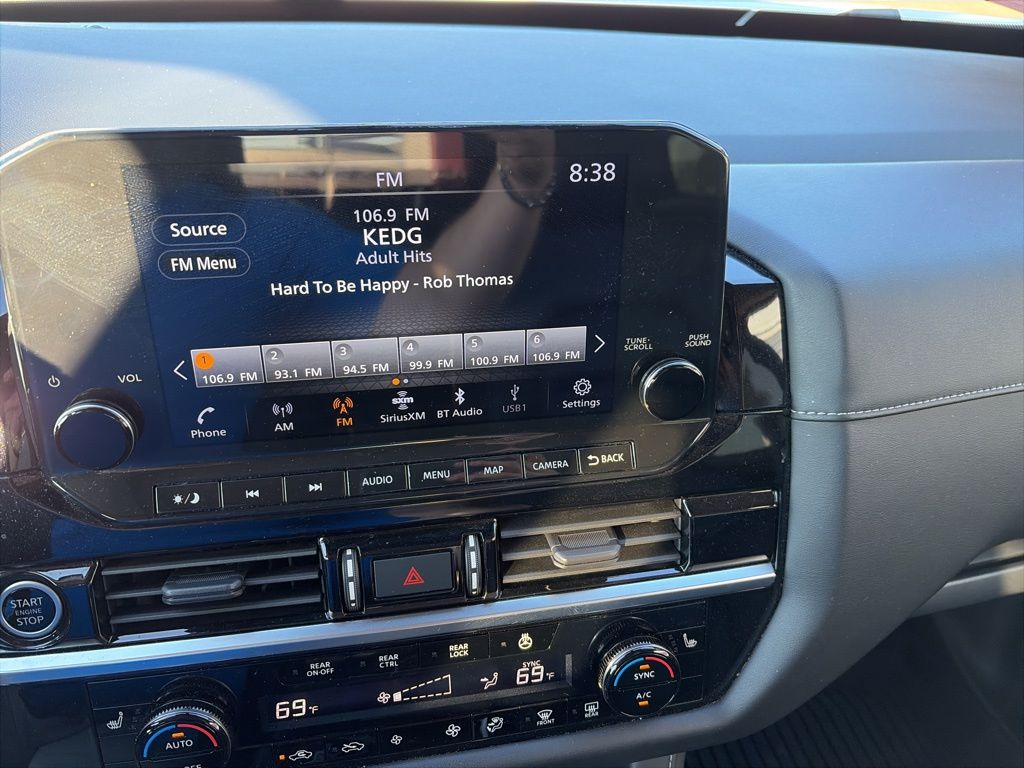 FM
8:38
Source
FM Menu
106.9 FM
KEDG
Adult Hits
Hard To Be Happy - Rob Thomas
1 106.9 FM
2 93.1 FM
3 94.5 FM
4 99.9 FM
5 100.9 FM
6 106.9 FM
VOL
TUNE·
SCROLL
PUSH
SOUND
Phone
AM
FM
sxm
SiriusXM
BT Audio
USB1
Settings
AUDIO
MENU
MAP
CAMERA
BACK
START
ENGINE
STOP
REAR
ON·OFF
REAR
CTRL
REAR
LOCK
69°F
SYNC
69°F
SYNC
A/C
AUTO
FRONT
REAR